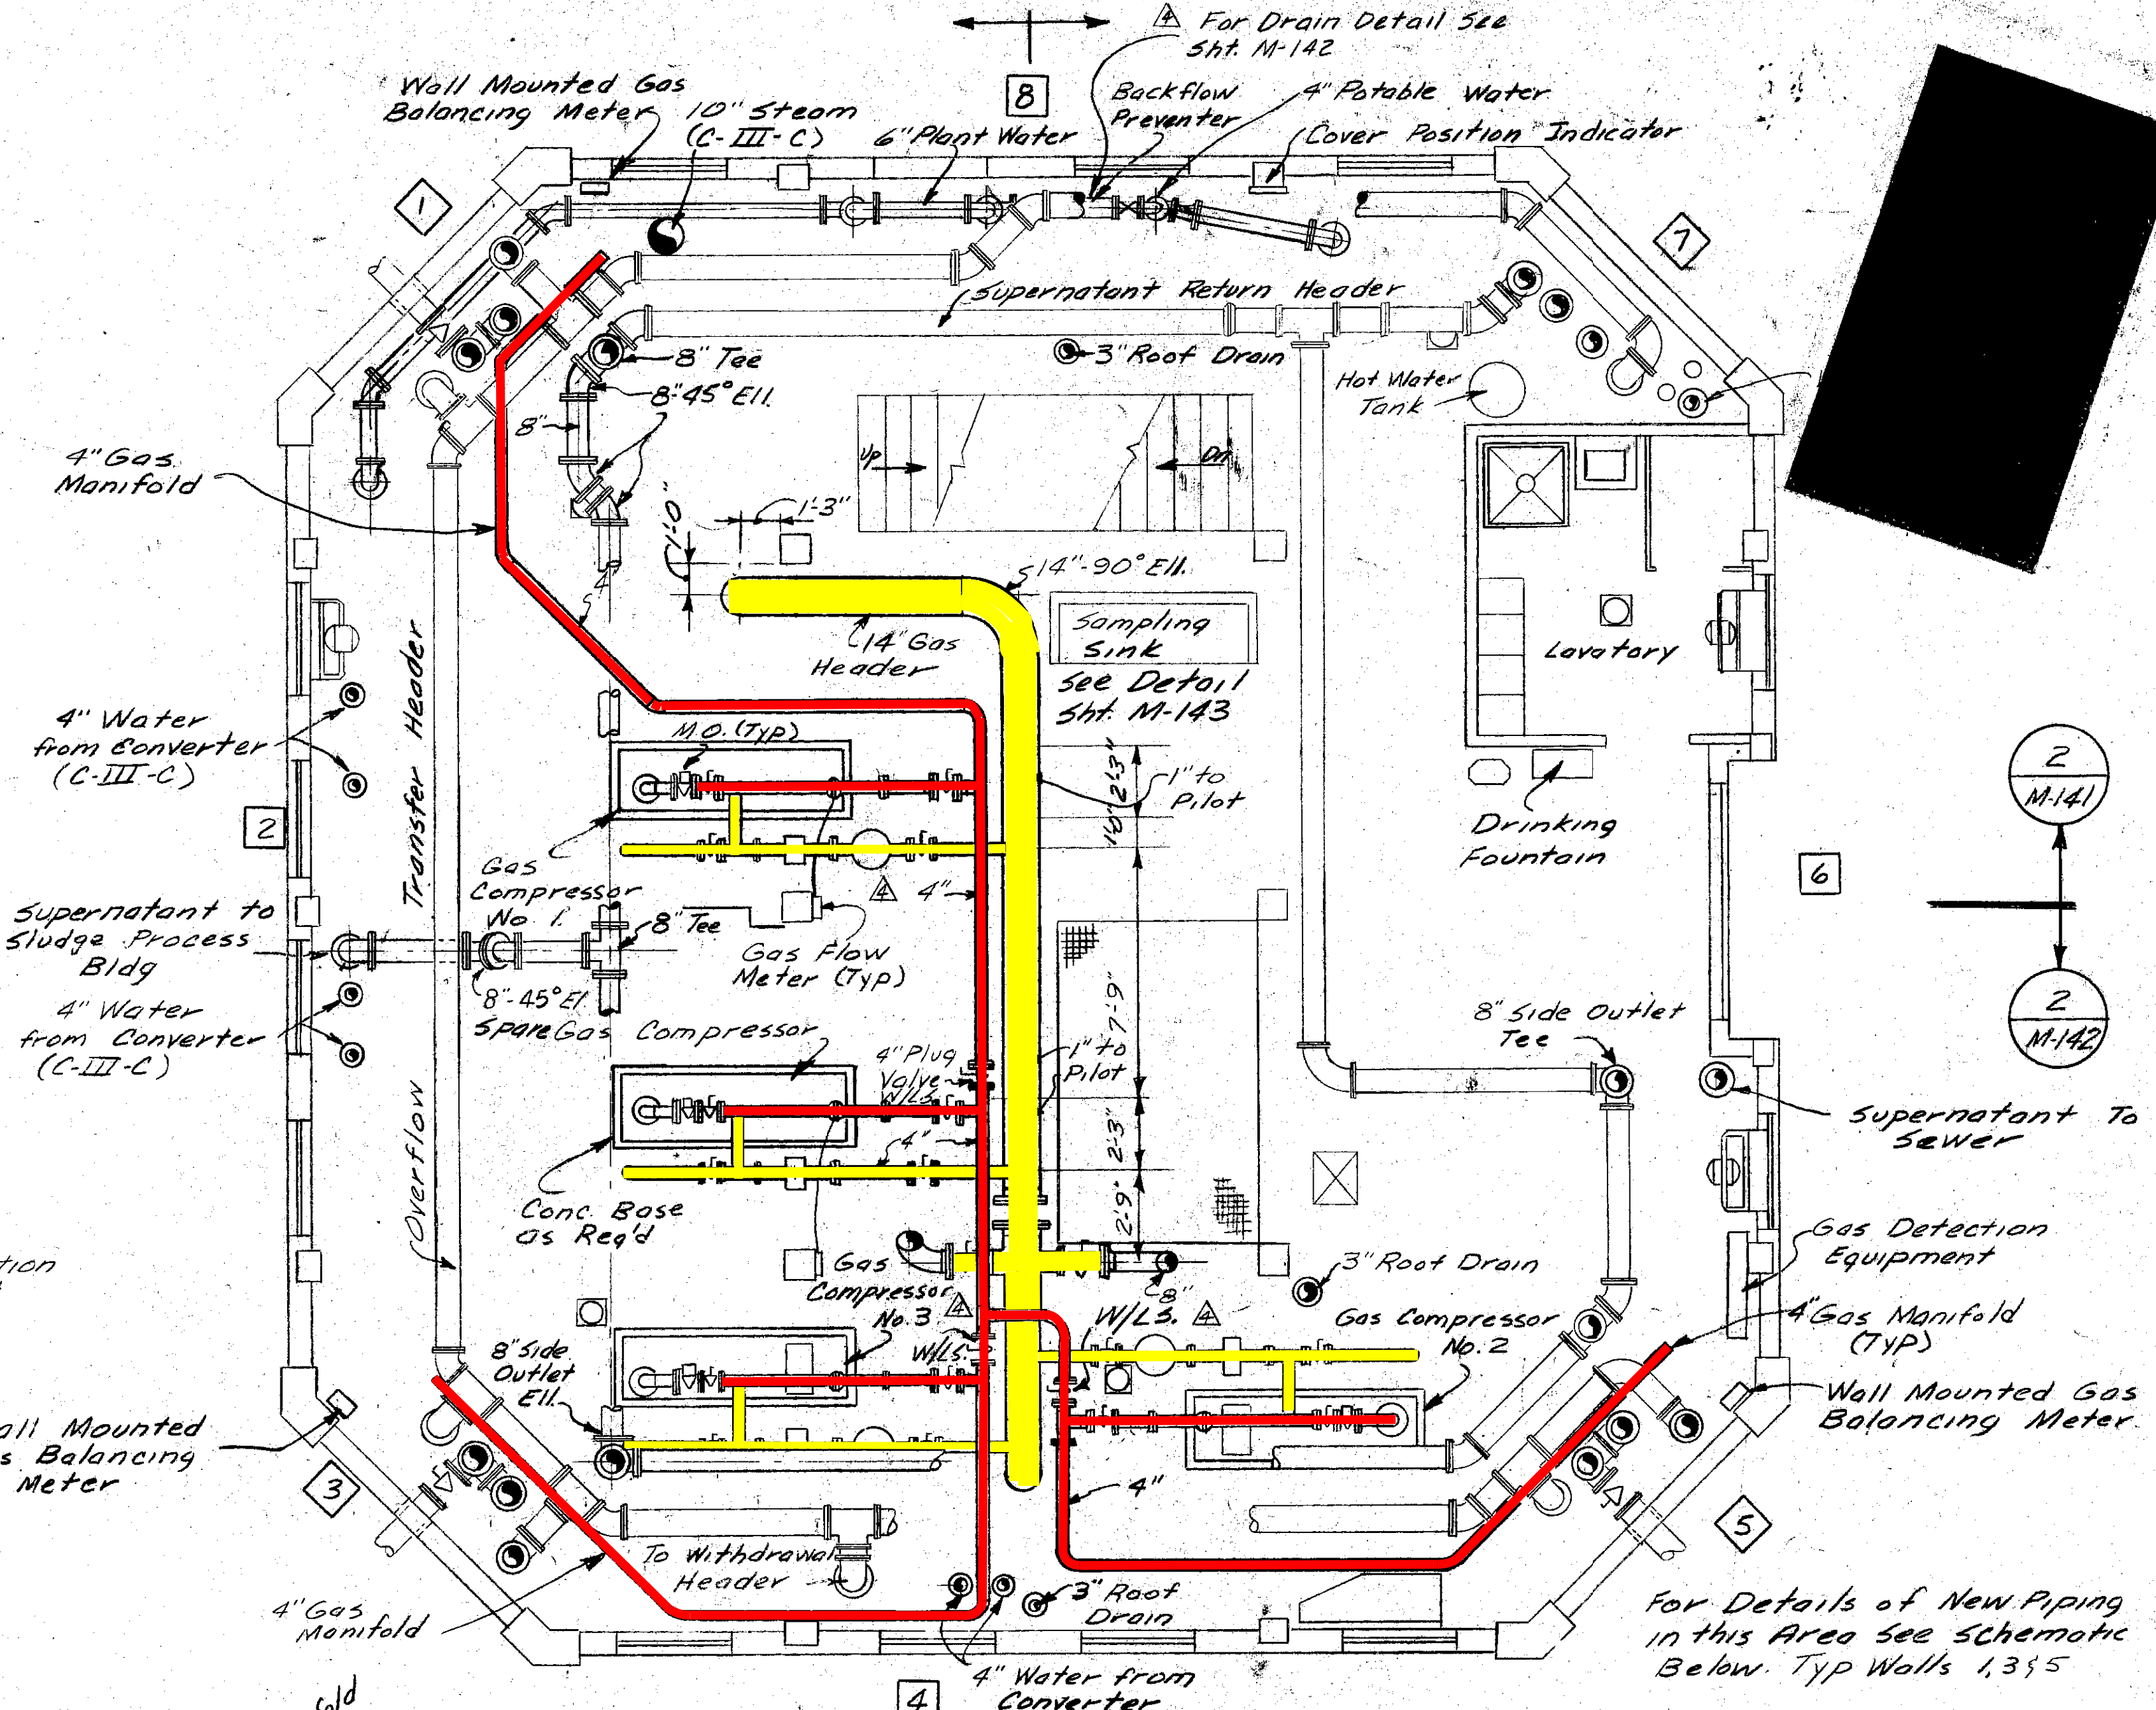 ⚠4 For Drain Detail See
Sht. M-142
8
Wall Mounted Gas
Balancing Meter
10" Steam
(C-III-C)
6" Plant Water
Backflow
Preventer
4" Potable Water
Cover Position Indicator
1
7
Supernatant Return Header
8" Tee
3" Roof Drain
8"-45° Ell.
8"
Hot Water
Tank
Up
Dn
4" Gas
Manifold
1'-3"
1'-0"
4"
14"-90° Ell.
14" Gas
Header
Sampling
Sink
See Detail
Sht. M-143
Lavatory
Transfer Header
4" Water
from Converter
(C-III-C)
M.O. (Typ)
2'3"
1'0"
1" to
Pilot
Drinking
Fountain
2
M-141
2
Gas
Compressor
No 1.
4 4"
6
Supernatant to
Sludge Process
Bldg
8" Tee
Gas Flow
Meter (Typ)
7'-9"
8"-45° El.
4" Water
from Converter
(C-III-C)
Spare Gas Compressor
8" Side Outlet
Tee
2
M-142
4" Plug
Valve
W/LS.
1" to
Pilot
Overflow
4"
2'-3"
Supernatant To
Sewer
Conc. Base
as Req'd
2'-9"
Gas
Compressor
No. 3 4
8"
3" Roof Drain
Gas Detection
Equipment
W/LS. 4
Gas Compressor
No. 2
4" Gas Manifold
(Typ)
8" Side
Outlet
Ell.
W/LS.
Wall Mounted Gas
Balancing Meter
all Mounted
s Balancing
Meter
3
4"
5
To Withdrawal
Header
3" Roof
Drain
4" Gas
Manifold
For Details of New Piping
in this Area See Schematic
Below. Typ Walls 1,3&5
4
4" Water from
Converter